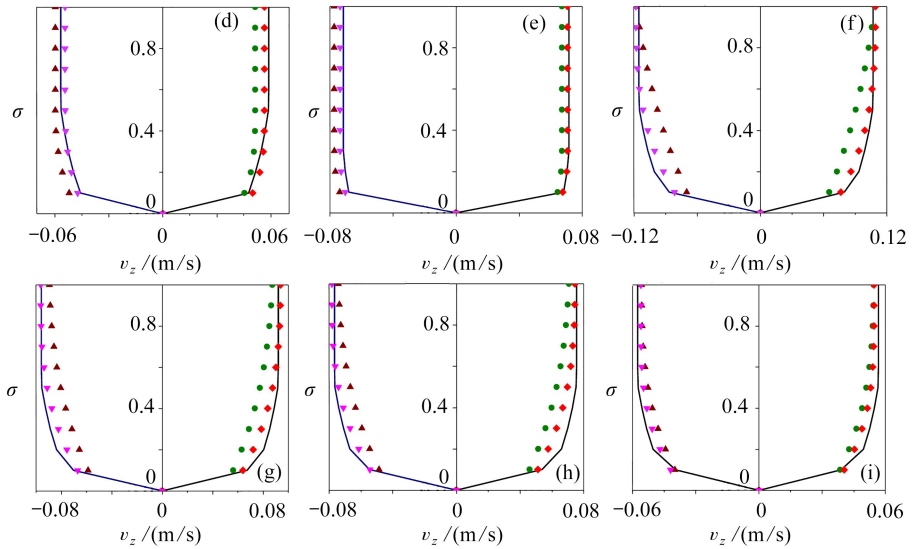 (d) (e) (f)
0.8 0.8 0.8
σ σ
0.4 0.4 0.4
0 0 0
−0.06 0 0.06 −0.08 0 0.08 −0.12 0 0.12
v_z /(m/s) v_z /(m/s) v_z /(m/s)
0.8 0.8 0.8
σ σ
0.4 0.4 0.4
0 (g) 0 (h) 0 (i)
−0.08 0 0.08 −0.08 0 0.08 −0.06 0 0.06
v_z /(m/s) v_z /(m/s) v_z /(m/s)